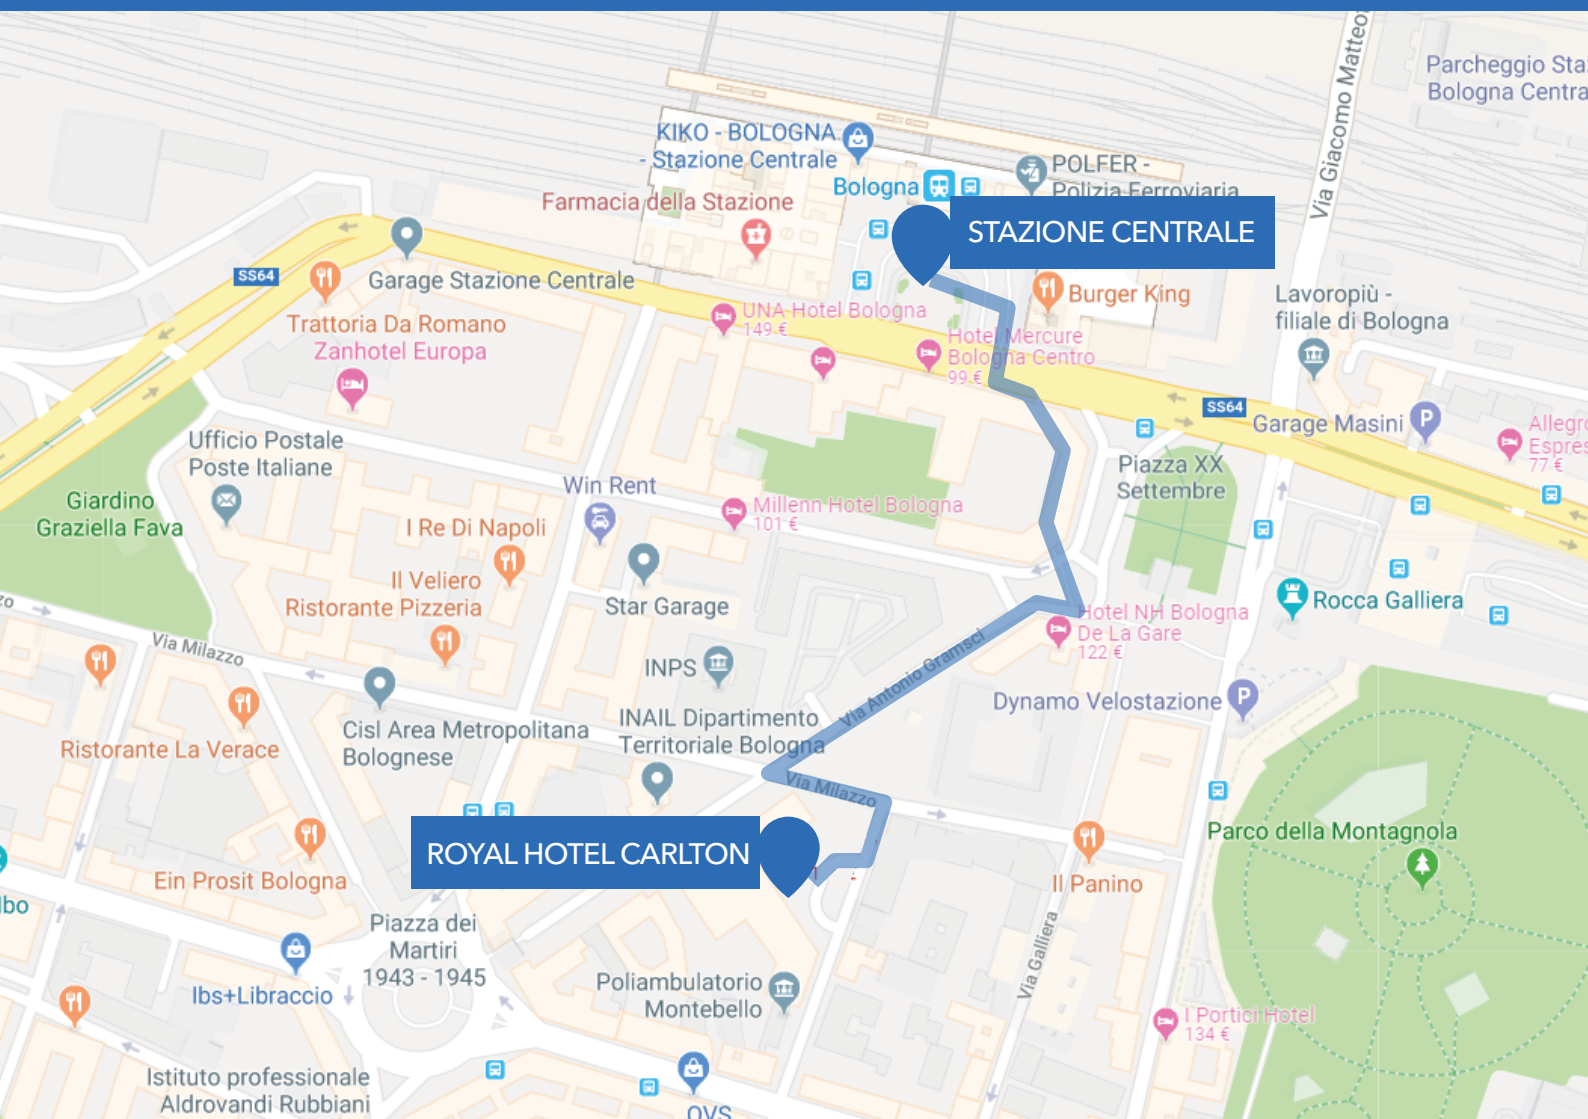 Via Giacomo Matteot
Parcheggio Sta
Bologna Centra
KIKO - BOLOGNA
- Stazione Centrale
POLFER -
Polizia Ferroviaria
Bologna
Farmacia della Stazione
STAZIONE CENTRALE
SS64
Garage Stazione Centrale
Burger King
Lavoropiù -
filiale di Bologna
UNA Hotel Bologna
149 €
Trattoria Da Romano
Zanhotel Europa
Hotel Mercure
Bologna Centro
99 €
SS64
Garage Masini
P
Allegro
Espres
77 €
Ufficio Postale
Poste Italiane
Piazza XX
Settembre
Giardino
Graziella Fava
Win Rent
Millenn Hotel Bologna
101 €
I Re Di Napoli
Il Veliero
Ristorante Pizzeria
Star Garage
Rocca Galliera
Hotel NH Bologna
De La Gare
122 €
zo
Via Milazzo
Via Antonio Gramsci
INPS
Dynamo Velostazione
P
INAIL Dipartimento
Territoriale Bologna
Cisl Area Metropolitana
Bolognese
Ristorante La Verace
Via Milazzo
ROYAL HOTEL CARLTON
Parco della Montagnola
Ein Prosit Bologna
Il Panino
lbo
Piazza dei
Martiri
1943 - 1945
Via Galliera
Ibs+Libraccio
Poliambulatorio
Montebello
I Portici Hotel
134 €
Istituto professionale
Aldrovandi Rubbiani
OVS